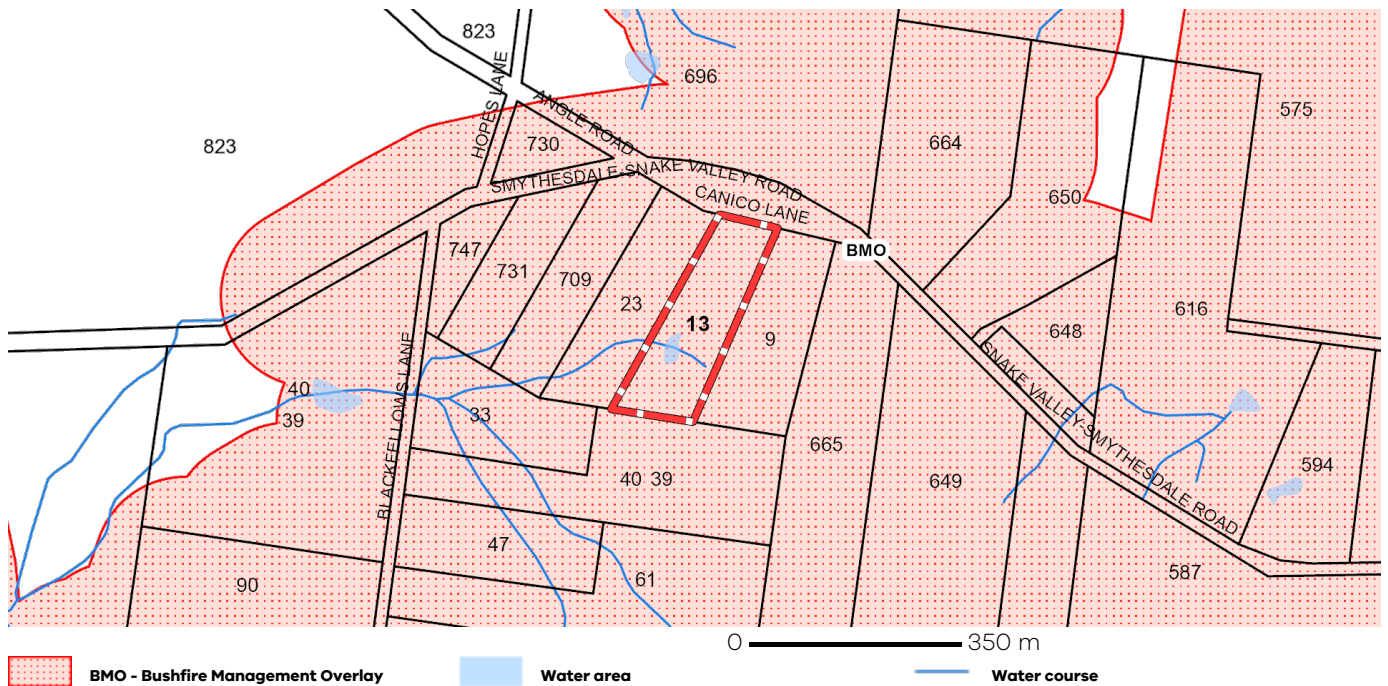 823
HOPES LANE
ANGLE ROAD
696
575
823
730
664
SMYTHESDALE-SNAKE VALLEY ROAD
CANICO LANE
650
747
731
709
BMO
23
13
9
616
648
SNAKE VALLEY-SMYTHESDALE ROAD
BLACKFELLOWS LANE
40
39
33
665
40 39
649
594
47
61
90
587
0 350 m
BMO - Bushfire Management Overlay Water area Water course